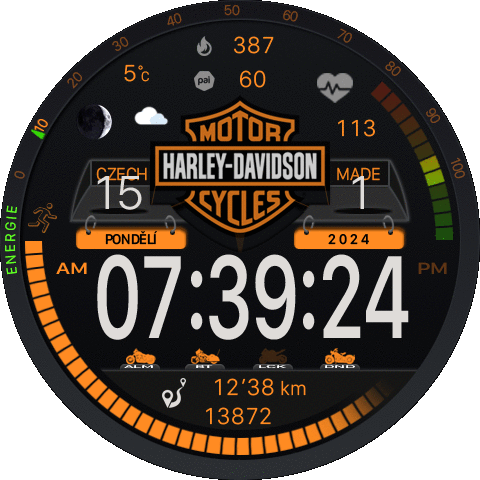 0 10 20 30 40 50 60 70 80 90 100
387
5°c
pai 60
113
MOTOR
HARLEY-DAVIDSON
CYCLES
CZECH MADE
15 1
PONDĚLÍ 2024
ENERGIE
AM 07:39:24 PM
ALM BT LCK DND
12'38 km
13872